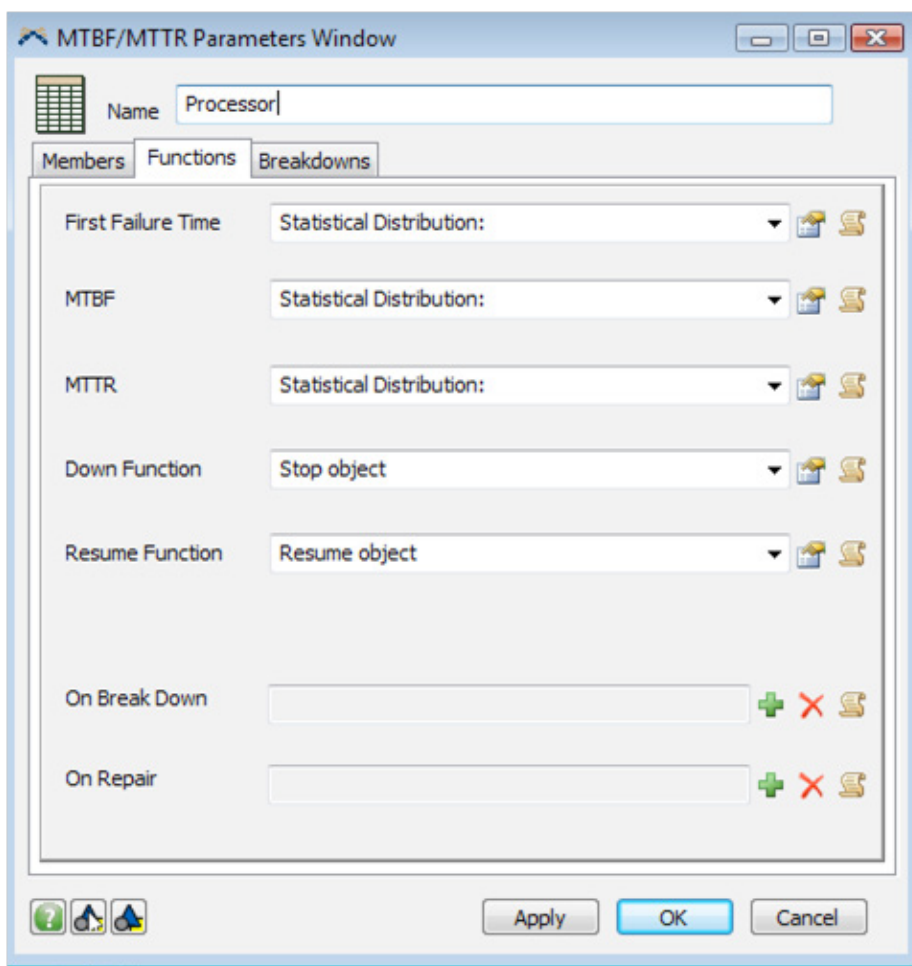 MTBF/MTTR Parameters Window
Name Processor
Members Functions Breakdowns
First Failure Time Statistical Distribution:
MTBF Statistical Distribution:
MTTR Statistical Distribution:
Down Function Stop object
Resume Function Resume object
On Break Down
On Repair
Apply OK Cancel